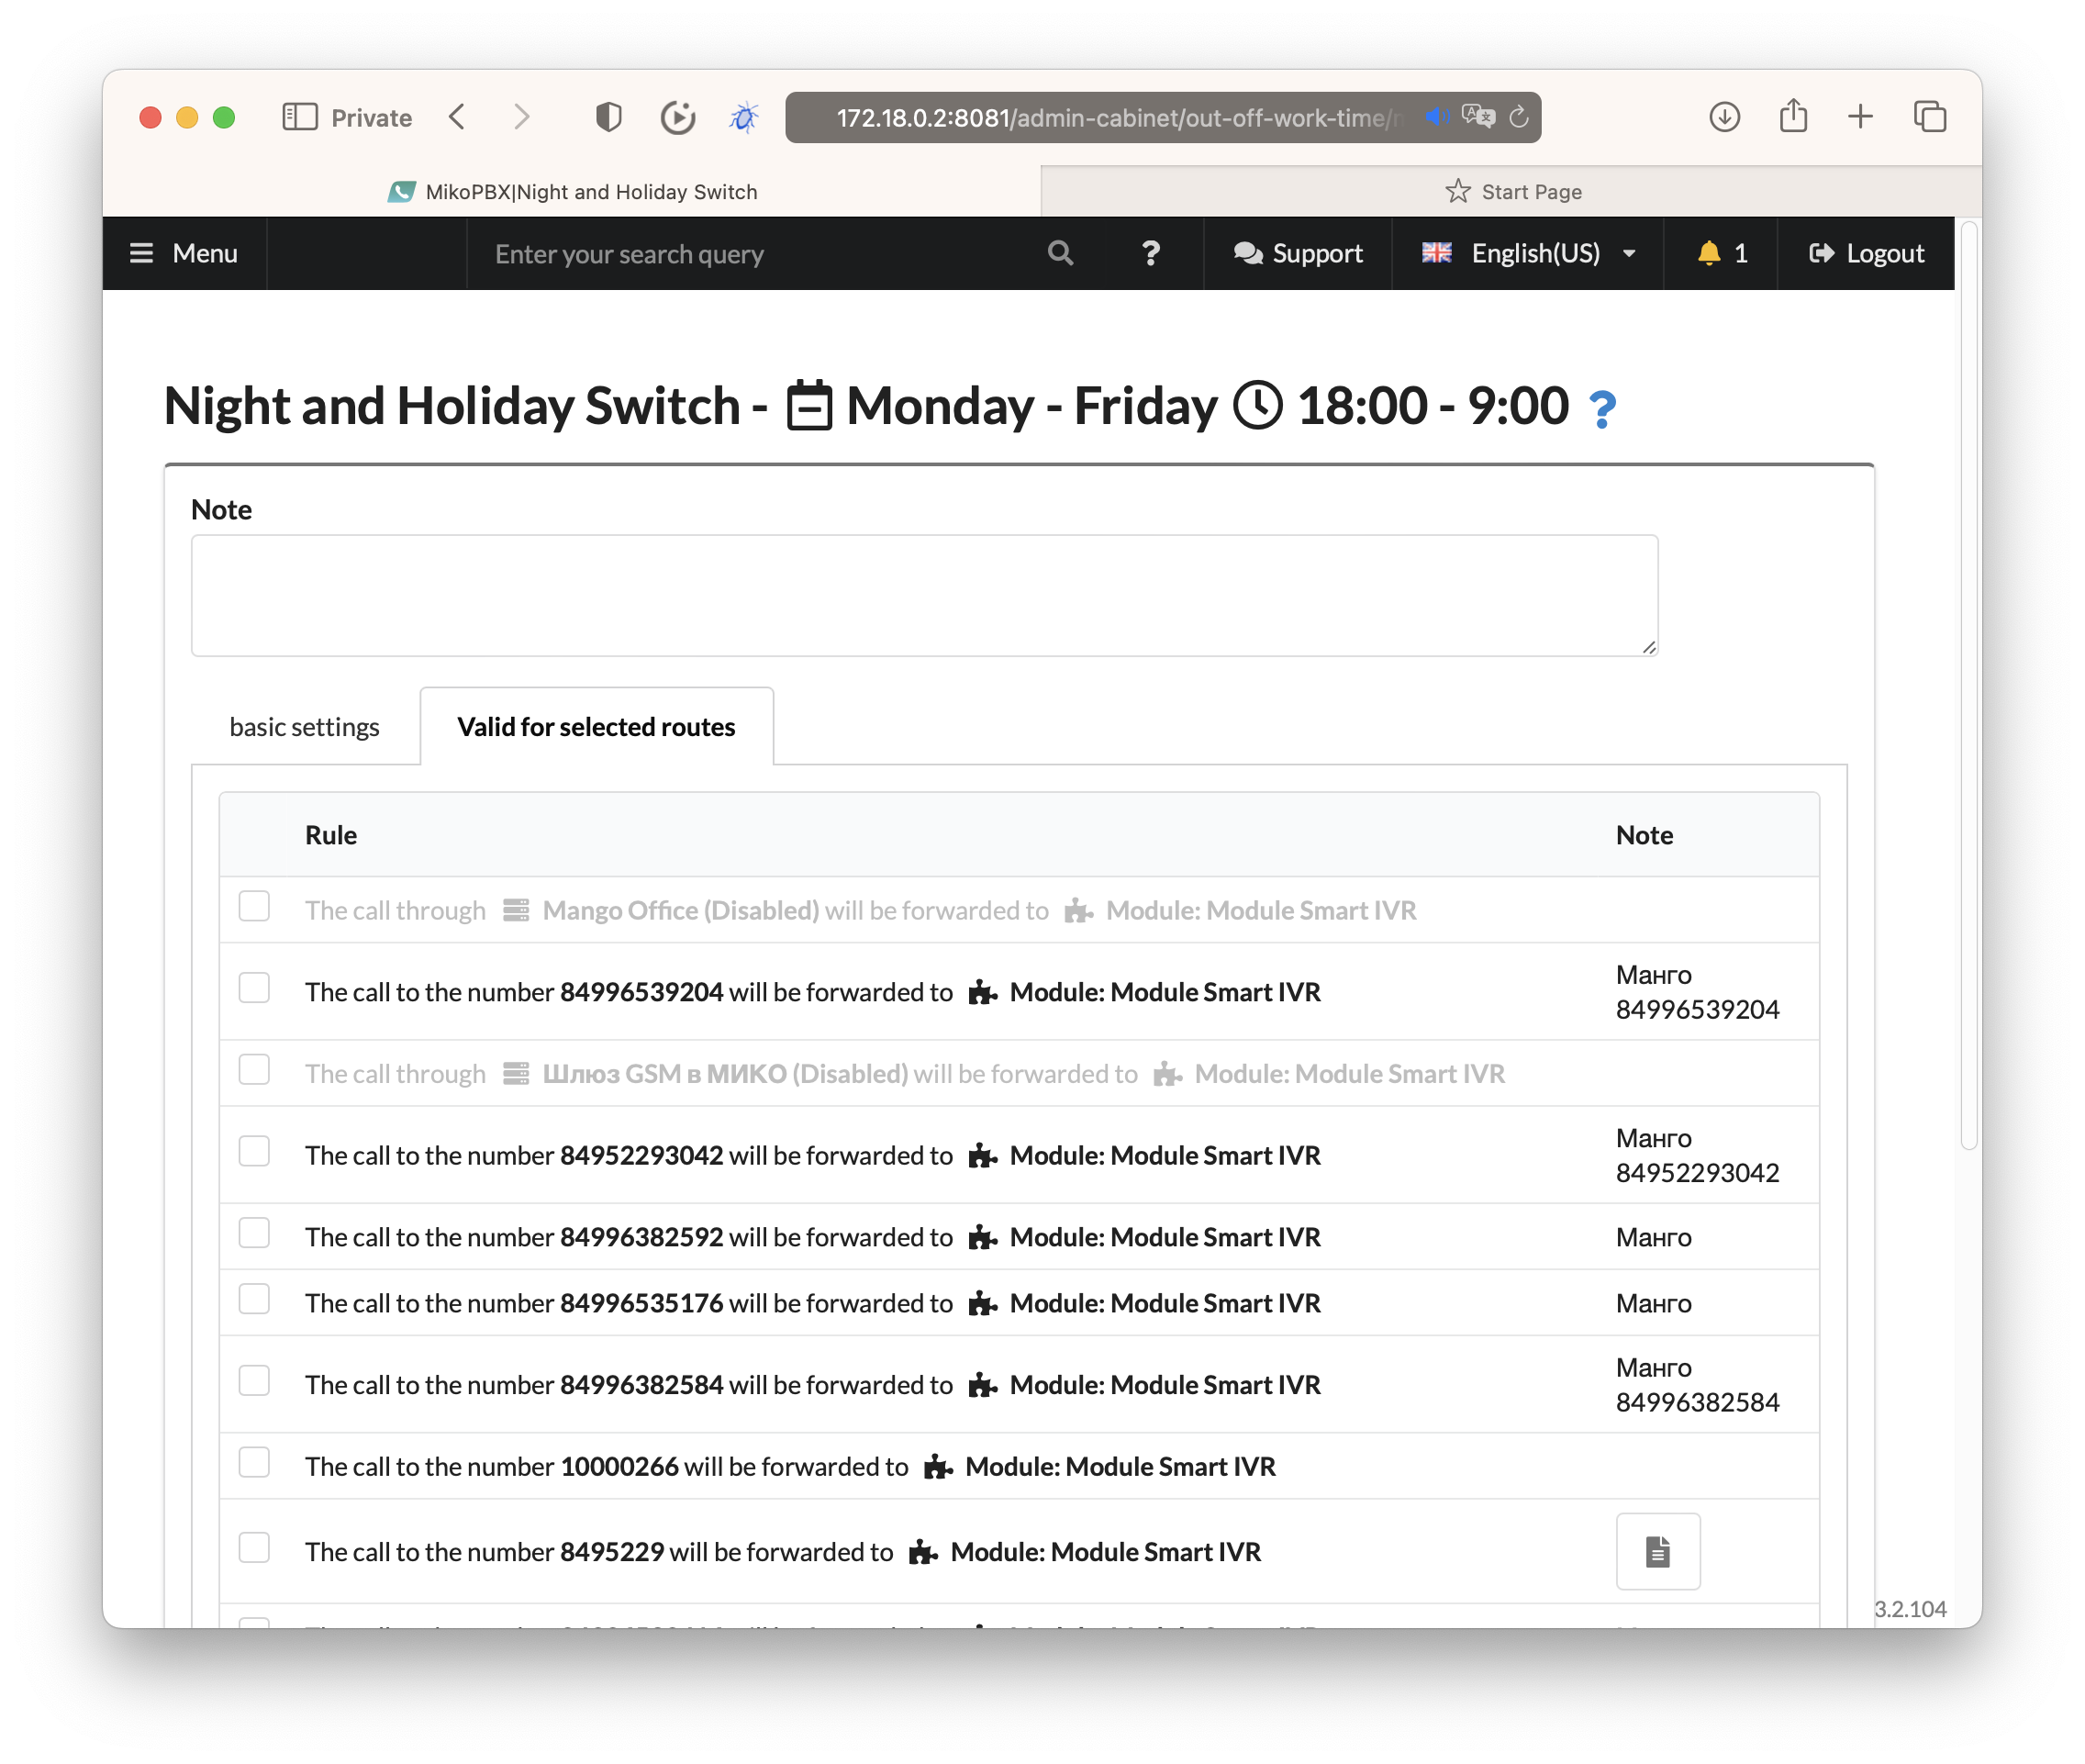 Private
172.18.0.2:8081/admin-cabinet/out-off-work-time/
MikoPBX|Night and Holiday Switch
Start Page
Menu
Enter your search query
?
Support
English(US)
1
Logout
Night and Holiday Switch - Monday - Friday 18:00 - 9:00 ?
Note
basic settings
Valid for selected routes
Rule Note
The call through Mango Office (Disabled) will be forwarded to Module: Module Smart IVR
The call to the number 84996539204 will be forwarded to Module: Module Smart IVR
Манго
84996539204
The call through Шлюз GSM в МИКО (Disabled) will be forwarded to Module: Module Smart IVR
The call to the number 84952293042 will be forwarded to Module: Module Smart IVR
Манго
84952293042
The call to the number 84996382592 will be forwarded to Module: Module Smart IVR Манго
The call to the number 84996535176 will be forwarded to Module: Module Smart IVR Манго
The call to the number 84996382584 will be forwarded to Module: Module Smart IVR
Манго
84996382584
The call to the number 10000266 will be forwarded to Module: Module Smart IVR
The call to the number 8495229 will be forwarded to Module: Module Smart IVR
3.2.104